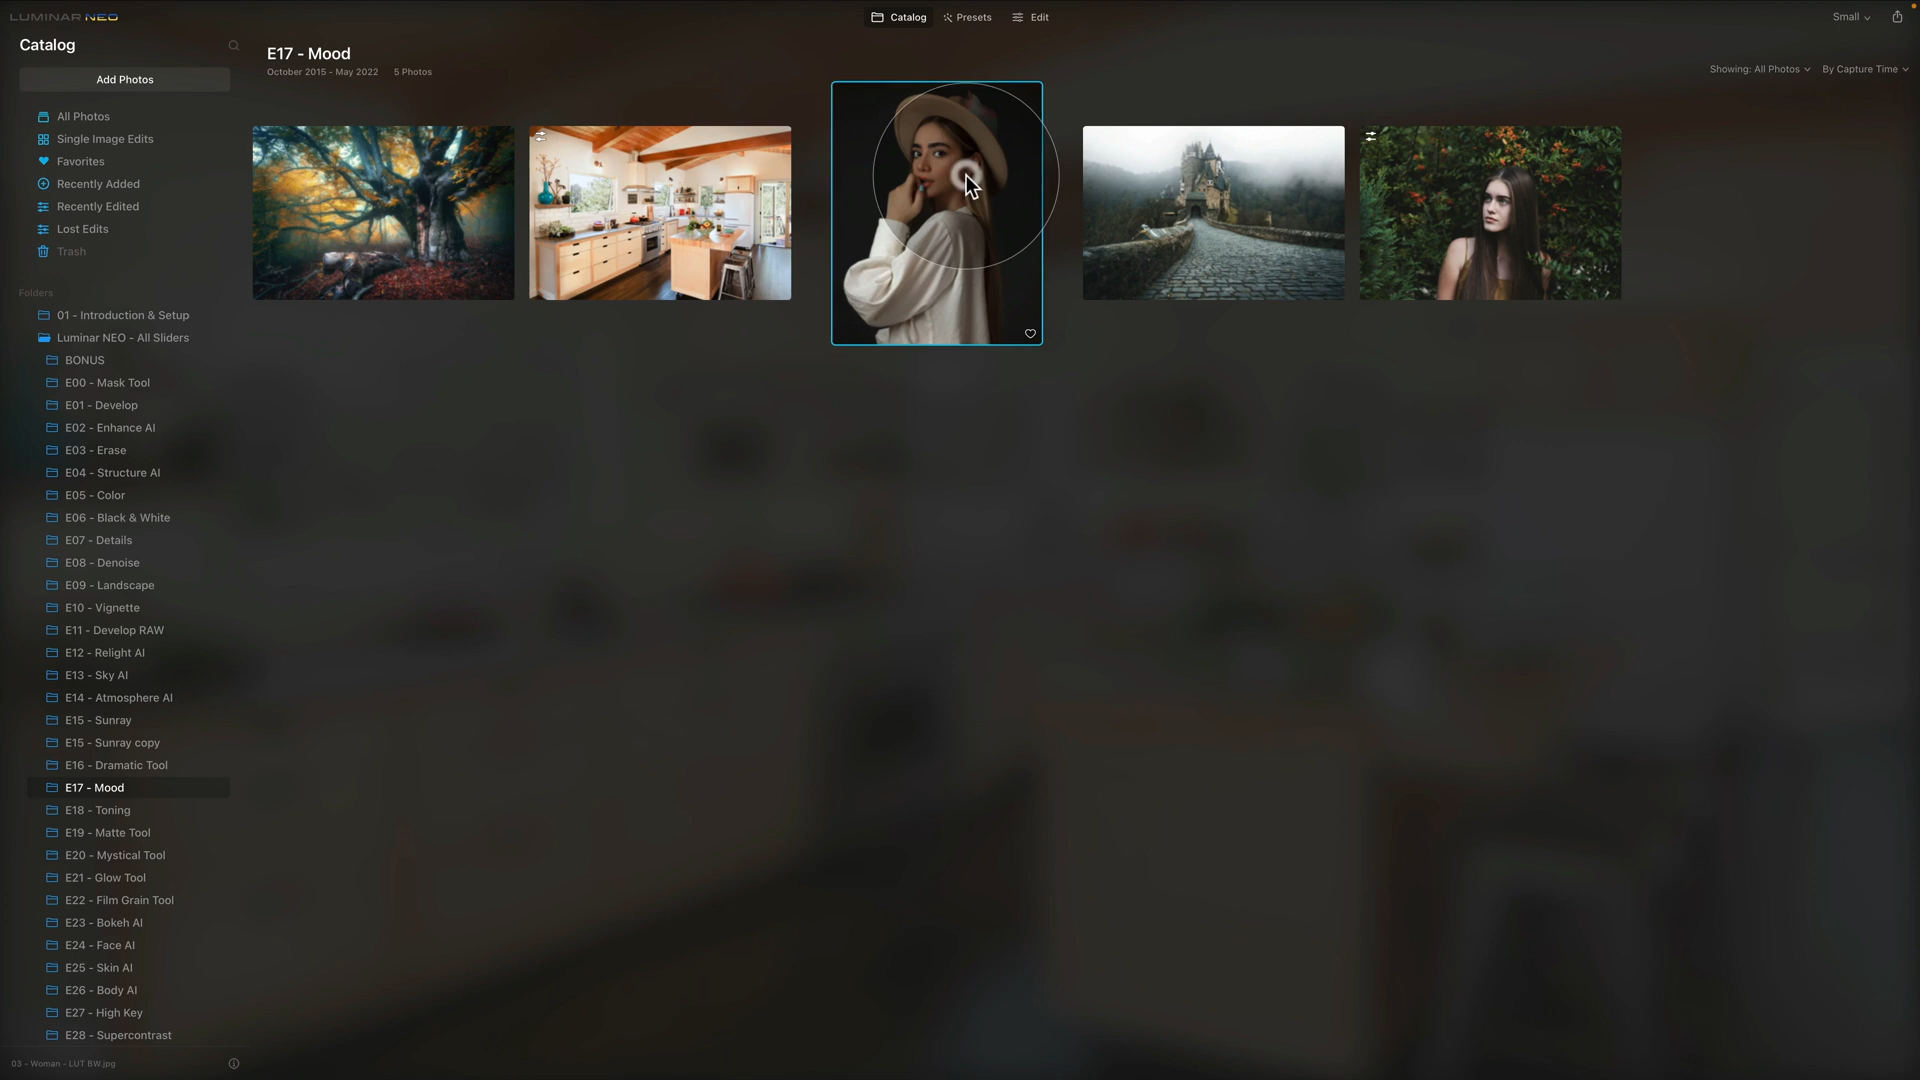 LUMINAR NEO
Catalog
Presets
Edit
Small
Catalog
Add Photos
All Photos
Single Image Edits
Favorites
Recently Added
Recently Edited
Lost Edits
Trash
Folders
01 - Introduction & Setup
Luminar NEO - All Sliders
BONUS
E00 - Mask Tool
E01 - Develop
E02 - Enhance AI
E03 - Erase
E04 - Structure AI
E05 - Color
E06 - Black & White
E07 - Details
E08 - Denoise
E09 - Landscape
E10 - Vignette
E11 - Develop RAW
E12 - Relight AI
E13 - Sky AI
E14 - Atmosphere AI
E15 - Sunray
E15 - Sunray copy
E16 - Dramatic Tool
E17 - Mood
E18 - Toning
E19 - Matte Tool
E20 - Mystical Tool
E21 - Glow Tool
E22 - Film Grain Tool
E23 - Bokeh AI
E24 - Face AI
E25 - Skin AI
E26 - Body AI
E27 - High Key
E28 - Supercontrast
03 - Woman - LUT BW.jpg
E17 - Mood
October 2015 - May 2022 5 Photos
Showing: All Photos By Capture Time